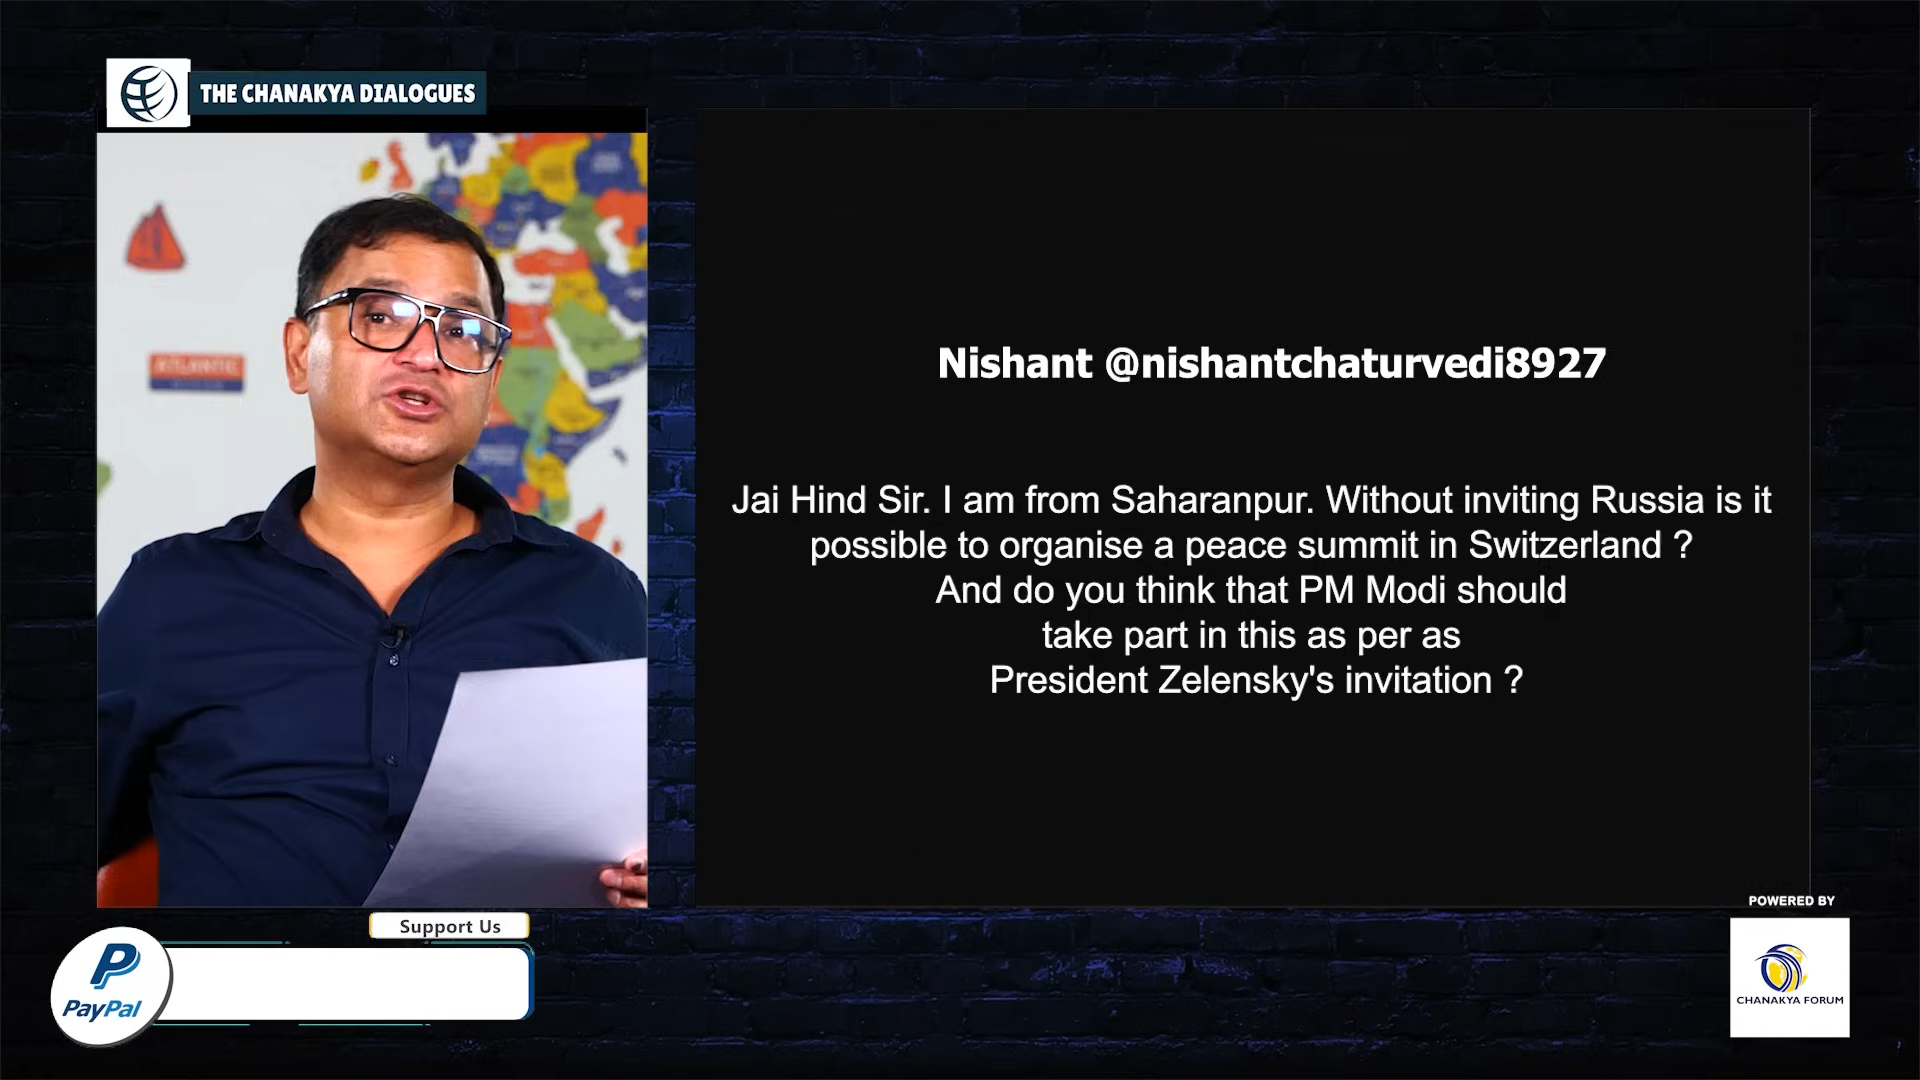 THE CHANAKYA DIALOGUES
ATLANTIC
Nishant @nishantchaturvedi8927
Jai Hind Sir. I am from Saharanpur. Without inviting Russia is it
possible to organise a peace summit in Switzerland ?
And do you think that PM Modi should
take part in this as per as
President Zelensky's invitation ?
Support Us
PayPal
POWERED BY
CHANAKYA FORUM